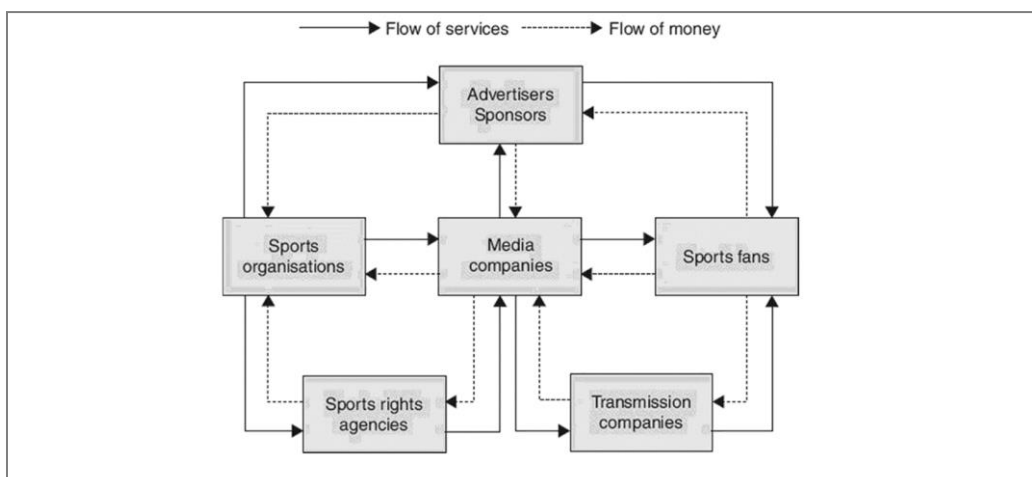 Flow of services
Flow of money
Advertisers
Sponsors
Sports
organisations
Media
companies
Sports fans
Sports rights
agencies
Transmission
companies